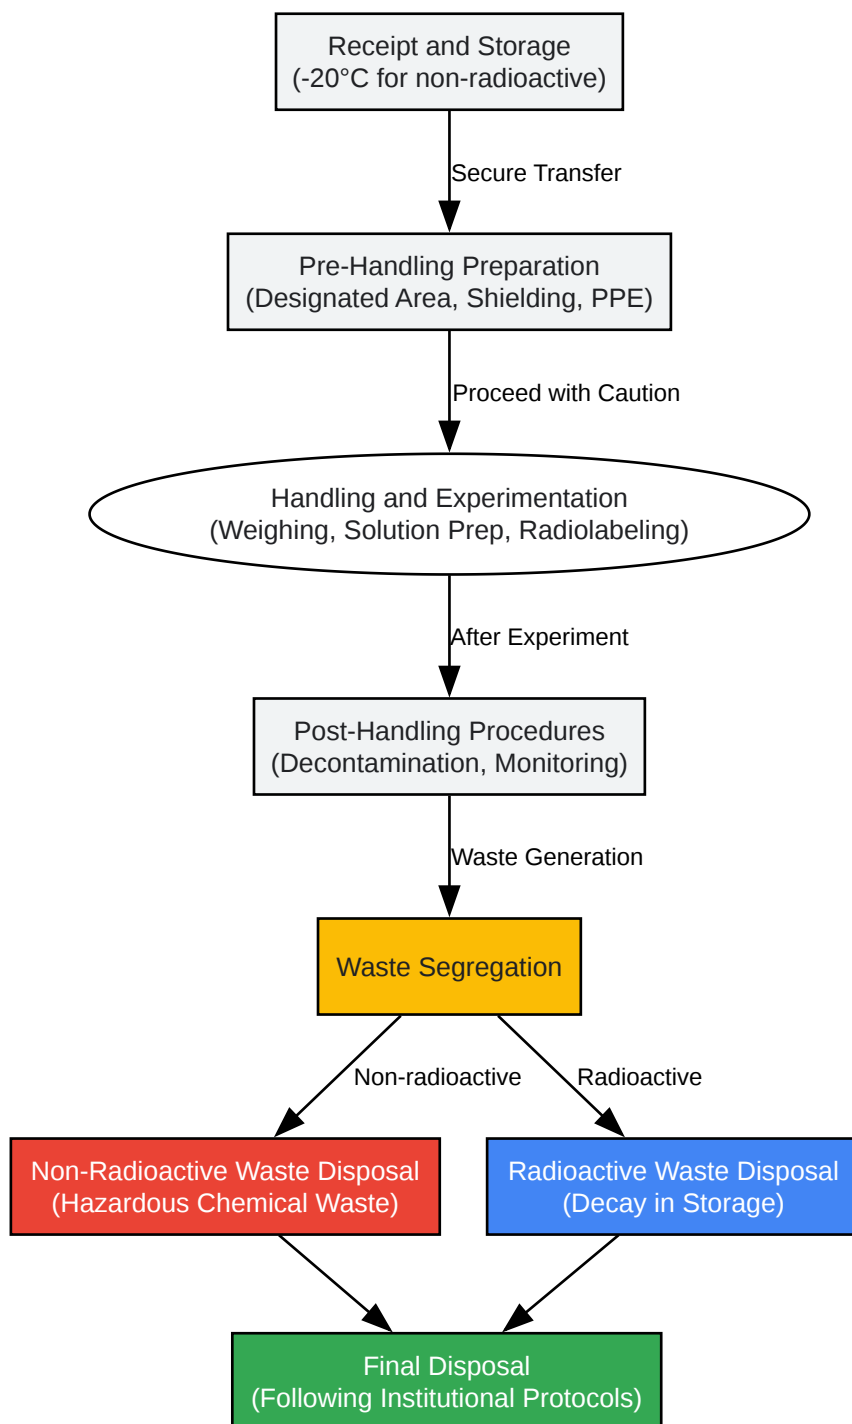 Receipt and Storage
(-20°C for non-radioactive)
Secure Transfer
Pre-Handling Preparation
(Designated Area, Shielding, PPE)
Proceed with Caution
Handling and Experimentation
(Weighing, Solution Prep, Radiolabeling)
After Experiment
Post-Handling Procedures
(Decontamination, Monitoring)
Waste Generation
Waste Segregation
Non-radioactive
Radioactive
Non-Radioactive Waste Disposal
(Hazardous Chemical Waste)
Radioactive Waste Disposal
(Decay in Storage)
Final Disposal
(Following Institutional Protocols)